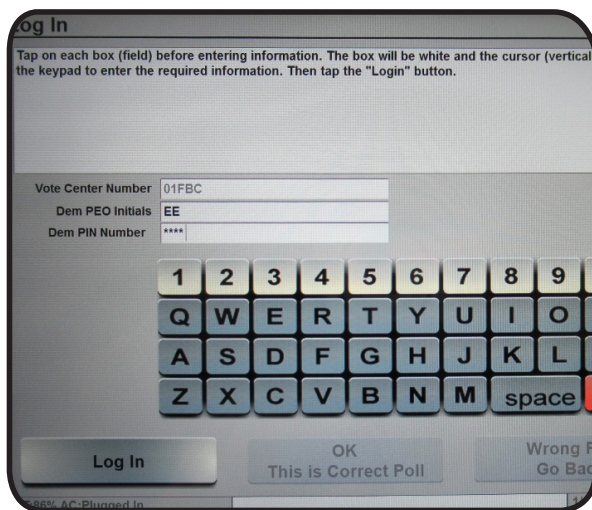 Log In
Tap on each box (field) before entering information. The box will be white and the cursor (vertical
the keypad to enter the required information. Then tap the "Login" button.
Vote Center Number 01FBC
Dem PEO Initials EE
Dem PIN Number ****
1 2 3 4 5 6 7 8 9
Q W E R T Y U I O
A S D F G H J K L
Z X C V B N M space
Log In
OK
This is Correct Poll
Wrong
Go Bac
86% AC:Plugged In